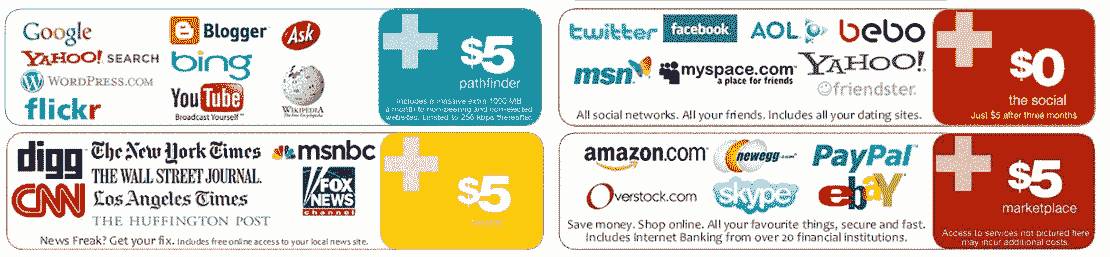 Google
Blogger
Ask
YAHOO! SEARCH
bing
WORDPRESS.COM
You Tube
Broadcast Yourself™
WIKIPEDIA
The Free Encyclopedia
flickr
$5
pathfinder
Includes a massive extra 1000 MB
a month to non-peering and non-elected
websites. Limited to 256 kbps thereafter.
twitter
facebook
AOL
bebo
msn
myspace.com
a place for friends
YAHOO!
friendster.
All social networks. All your friends. Includes all your dating sites.
$0
the social
Just $5 after three months
digg
The New York Times
msnbc
THE WALL STREET JOURNAL.
CNN
Los Angeles Times
FOX
NEWS
channel
THE HUFFINGTON POST
News Freak? Get your fix. Includes free online access to your local news site.
$5
amazon.com
newegg.com
PayPal
Overstock.com
skype
ebay
Save money. Shop online. All your favourite things, secure and fast.
Includes Internet Banking from over 20 financial institutions.
$5
marketplace
Access to services not pictured here
may incur additional costs.